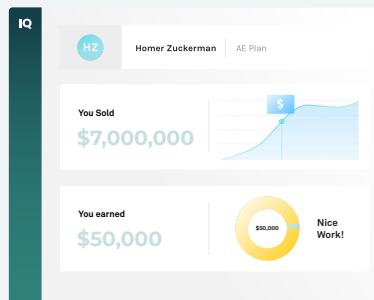 IQ
HZ
Homer Zuckerman
AE Plan
You Sold
$7,000,000
$
You earned
$50,000
$50,000
Nice
Work!